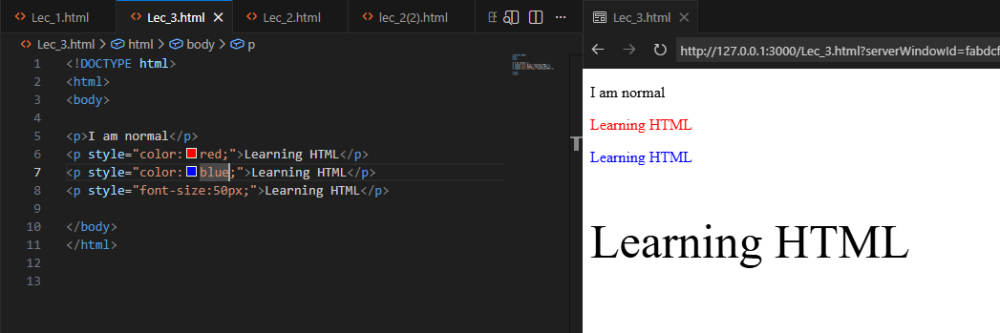 Lec_1.html Lec_3.html Lec_2.html lec_2(2).html
Lec_3.html > html > body > p
1 <!DOCTYPE html>
2 <html>
3 <body>
4
5 <p>I am normal</p>
6 <p style="color:red;">Learning HTML</p>
7 <p style="color:blue;">Learning HTML</p>
8 <p style="font-size:50px;">Learning HTML</p>
9
10 </body>
11 </html>
12
13
Lec_3.html
http://127.0.0.1:3000/Lec_3.html?serverWindowId=fabdcf
I am normal
Learning HTML
Learning HTML
Learning HTML